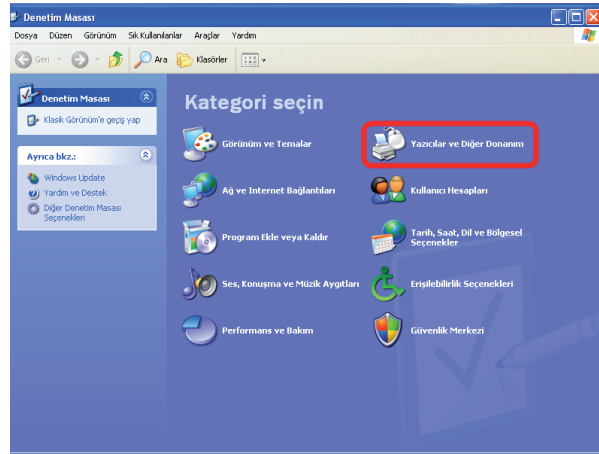 Denetim Masası
Dosya Düzen Görünüm Sık Kullanılanlar Araçlar Yardım
Geri Ara Klasörler
Denetim Masası
Klasik Görünüm'e geçiş yap
Ayrıca bkz.:
Windows Update
Yardım ve Destek
Diğer Denetim Masası
Seçenekleri
Kategori seçin
Görünüm ve Temalar
Yazıcılar ve Diğer Donanım
Ağ ve Internet Bağlantıları
Kullanıcı Hesapları
Program Ekle veya Kaldır
Tarih, Saat, Dil ve Bölgesel
Seçenekler
Ses, Konuşma ve Müzik Aygıtları
Erişilebilirlik Seçenekleri
Performans ve Bakım
Güvenlik Merkezi